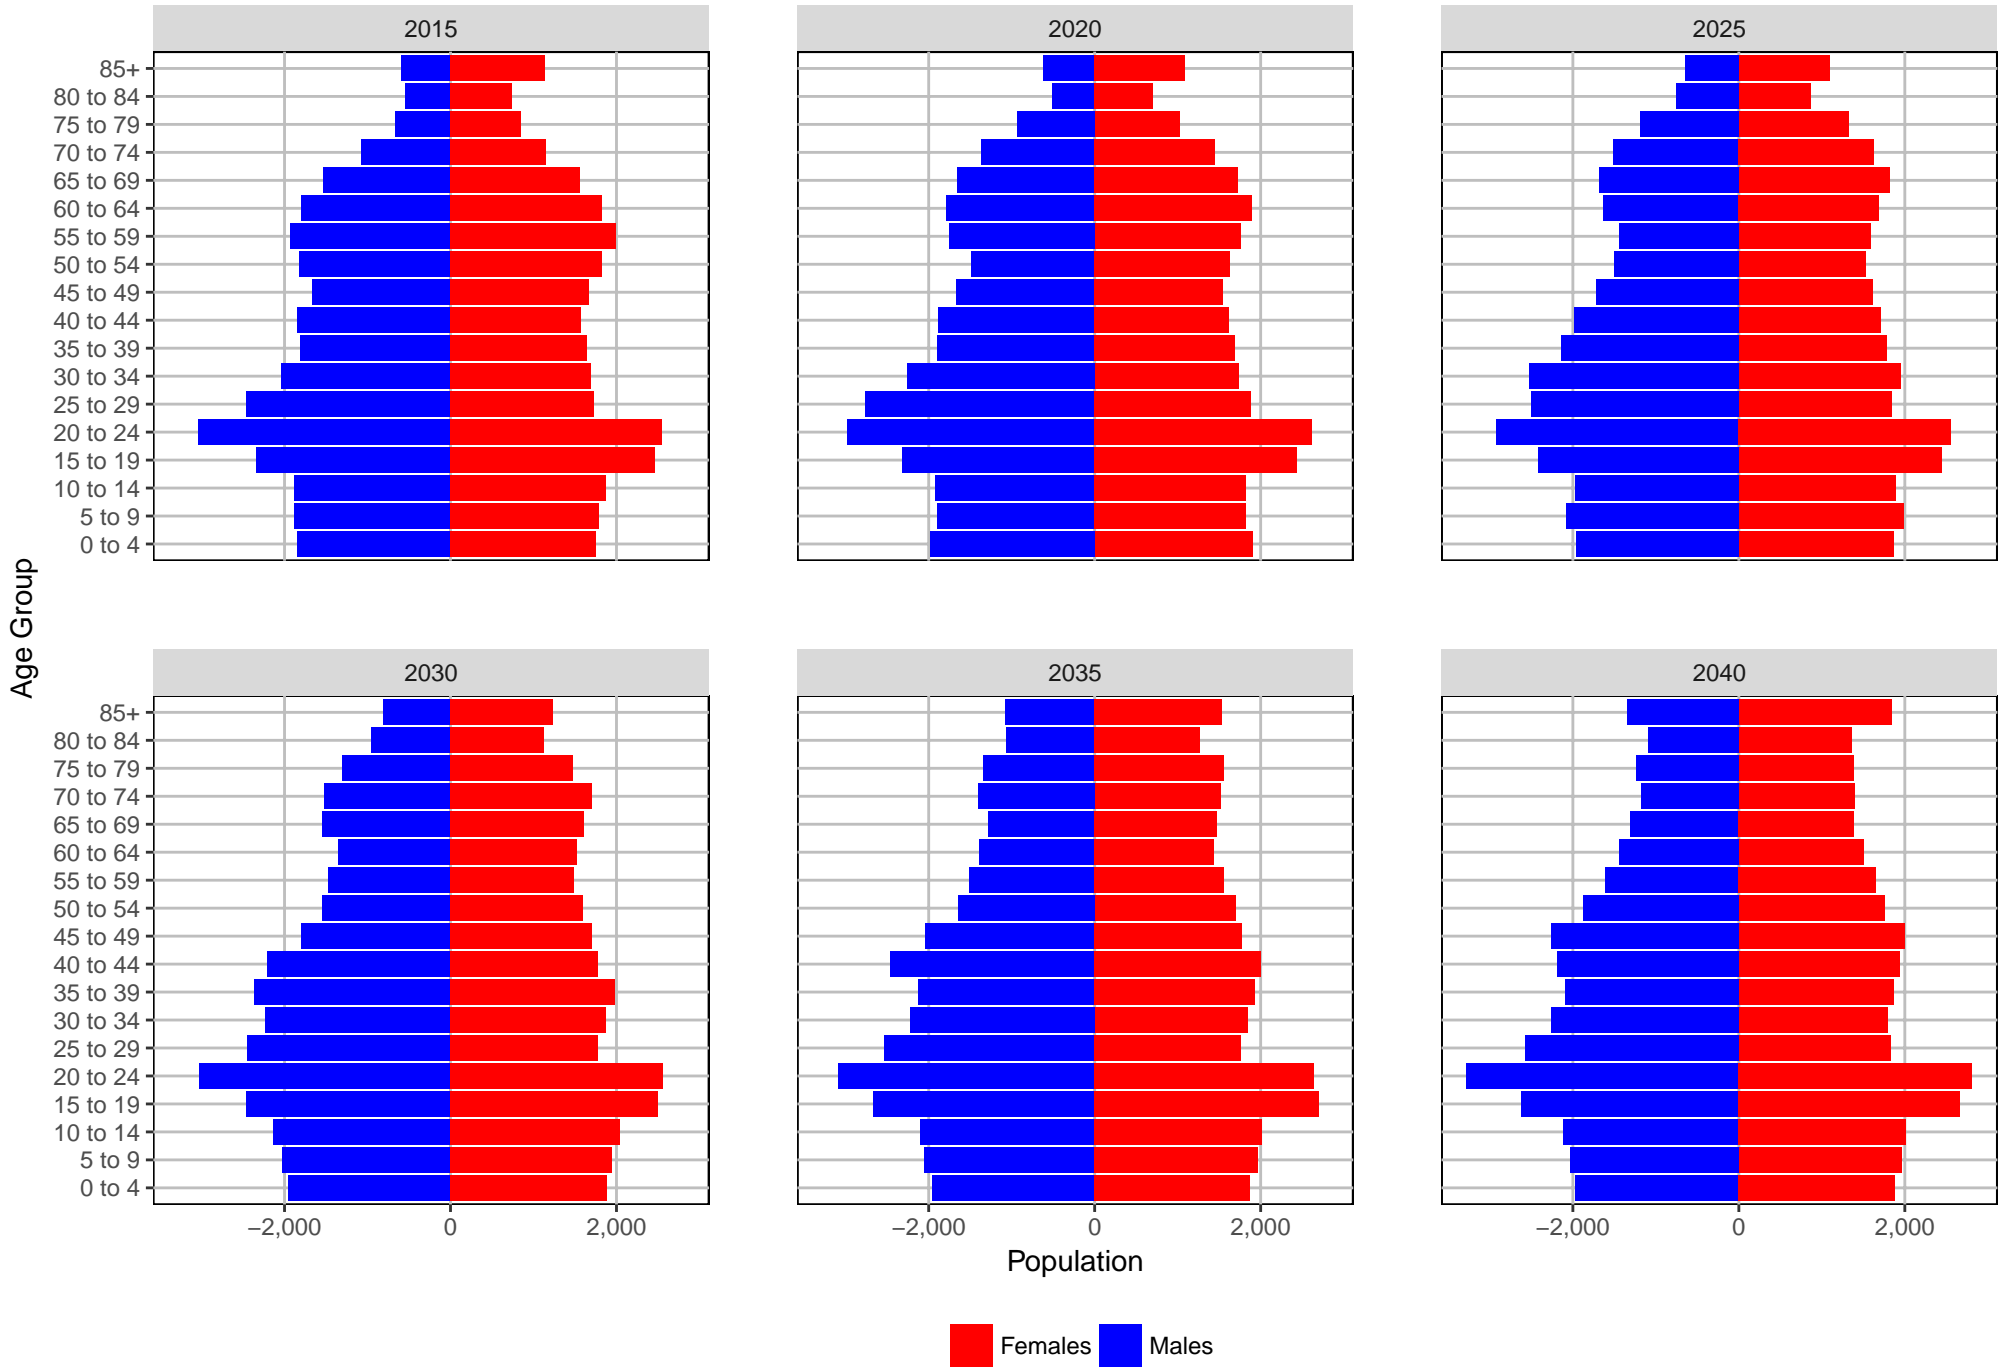 2015
2020
2025
85+
80 to 84
75 to 79
70 to 74
65 to 69
60 to 64
55 to 59
50 to 54
45 to 49
40 to 44
35 to 39
30 to 34
25 to 29
20 to 24
15 to 19
10 to 14
5 to 9
0 to 4
Age Group
2030
2035
2040
85+
80 to 84
75 to 79
70 to 74
65 to 69
60 to 64
55 to 59
50 to 54
45 to 49
40 to 44
35 to 39
30 to 34
25 to 29
20 to 24
15 to 19
10 to 14
5 to 9
0 to 4
−2,000 0 2,000
−2,000 0 2,000
−2,000 0 2,000
Population
Females Males